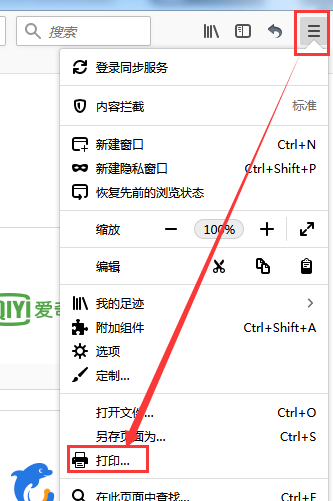 搜索
登录同步服务
内容拦截 标准
新建窗口 Ctrl+N
新建隐私窗口 Ctrl+Shift+P
恢复先前的浏览状态
缩放 100%
编辑
我的足迹
QIYI 爱奇
附加组件 Ctrl+Shift+A
选项
定制...
打开文件... Ctrl+O
另存页面为... Ctrl+S
打印...
在此页面中查找... Ctrl+F